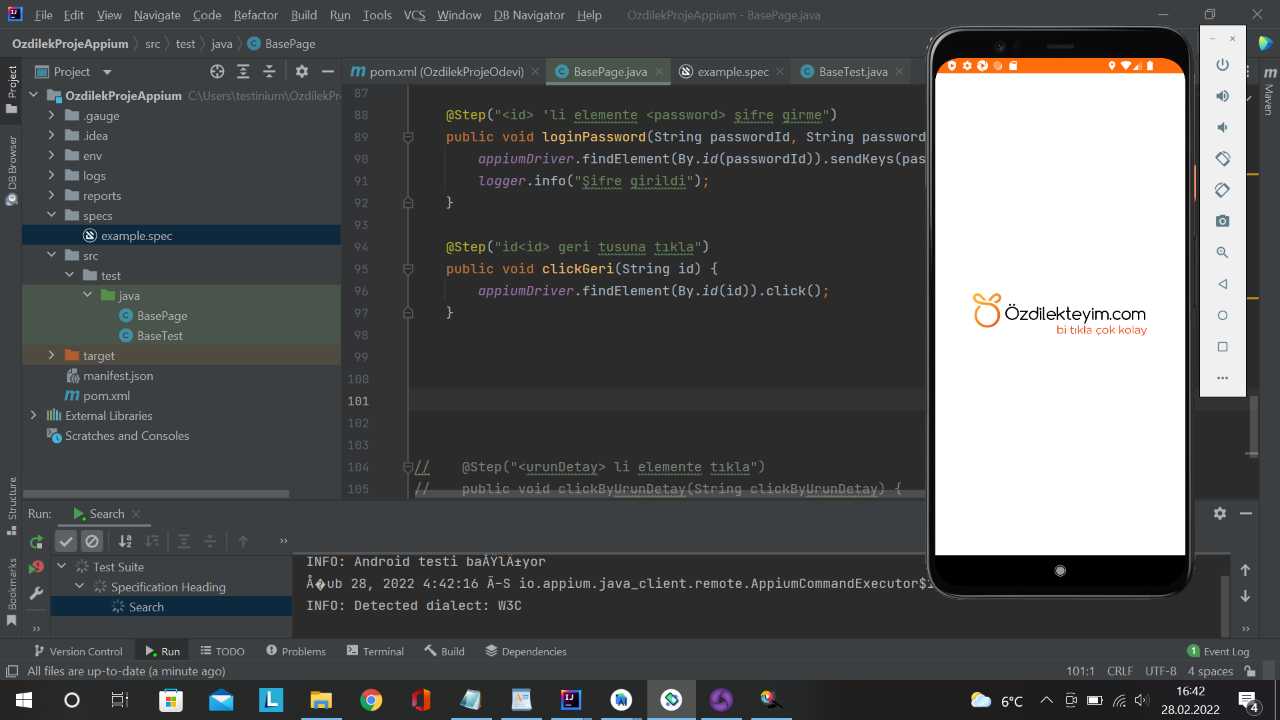 File Edit View Navigate Code Refactor Build Run Tools VCS Window DB Navigator Help OzdilekProjeAppium - BasePage.java
OzdilekProjeAppium src test java BasePage
Project
pom.xml (OzdilekProjeOdevi) BasePage.java example.spec BaseTest.java
Project
DB Browser
Structure
Bookmarks
Maven
OzdilekProjeAppium C:\Users\testinium\OzdilekPro
.gauge
.idea
env
logs
reports
specs
example.spec
src
test
java
BasePage
BaseTest
target
manifest.json
pom.xml
External Libraries
Scratches and Consoles
87
88 @Step("<id> 'li elemente <password> şifre girme")
89 public void loginPassword(String passwordId, String password
90 appiumDriver.findElement(By.id(passwordId)).sendKeys(pas
91 logger.info("Şifre girildi");
92 }
93
94 @Step("id<id> geri tusuna tıkla")
95 public void clickGeri(String id) {
96 appiumDriver.findElement(By.id(id)).click();
97 }
98
99
100
101
102
103
104 // @Step("<urunDetay> li elemente tıkla")
105 // public void clickByUrunDetay(String clickByUrunDetay) {
Özdilekteyim.com
bi tıkla çok kolay
Run: Search
Test Suite
Specification Heading
Search
INFO: Android testi baÅYlÄ±yor
Å�ub 28, 2022 4:42:16 Ã-S io.appium.java_client.remote.AppiumCommandExecutor$
INFO: Detected dialect: W3C
Version Control Run TODO Problems Terminal Build Dependencies 1 Event Log
All files are up-to-date (a minute ago) 101:1 CRLF UTF-8 4 spaces
L 6°C 16:42
28.02.2022 4